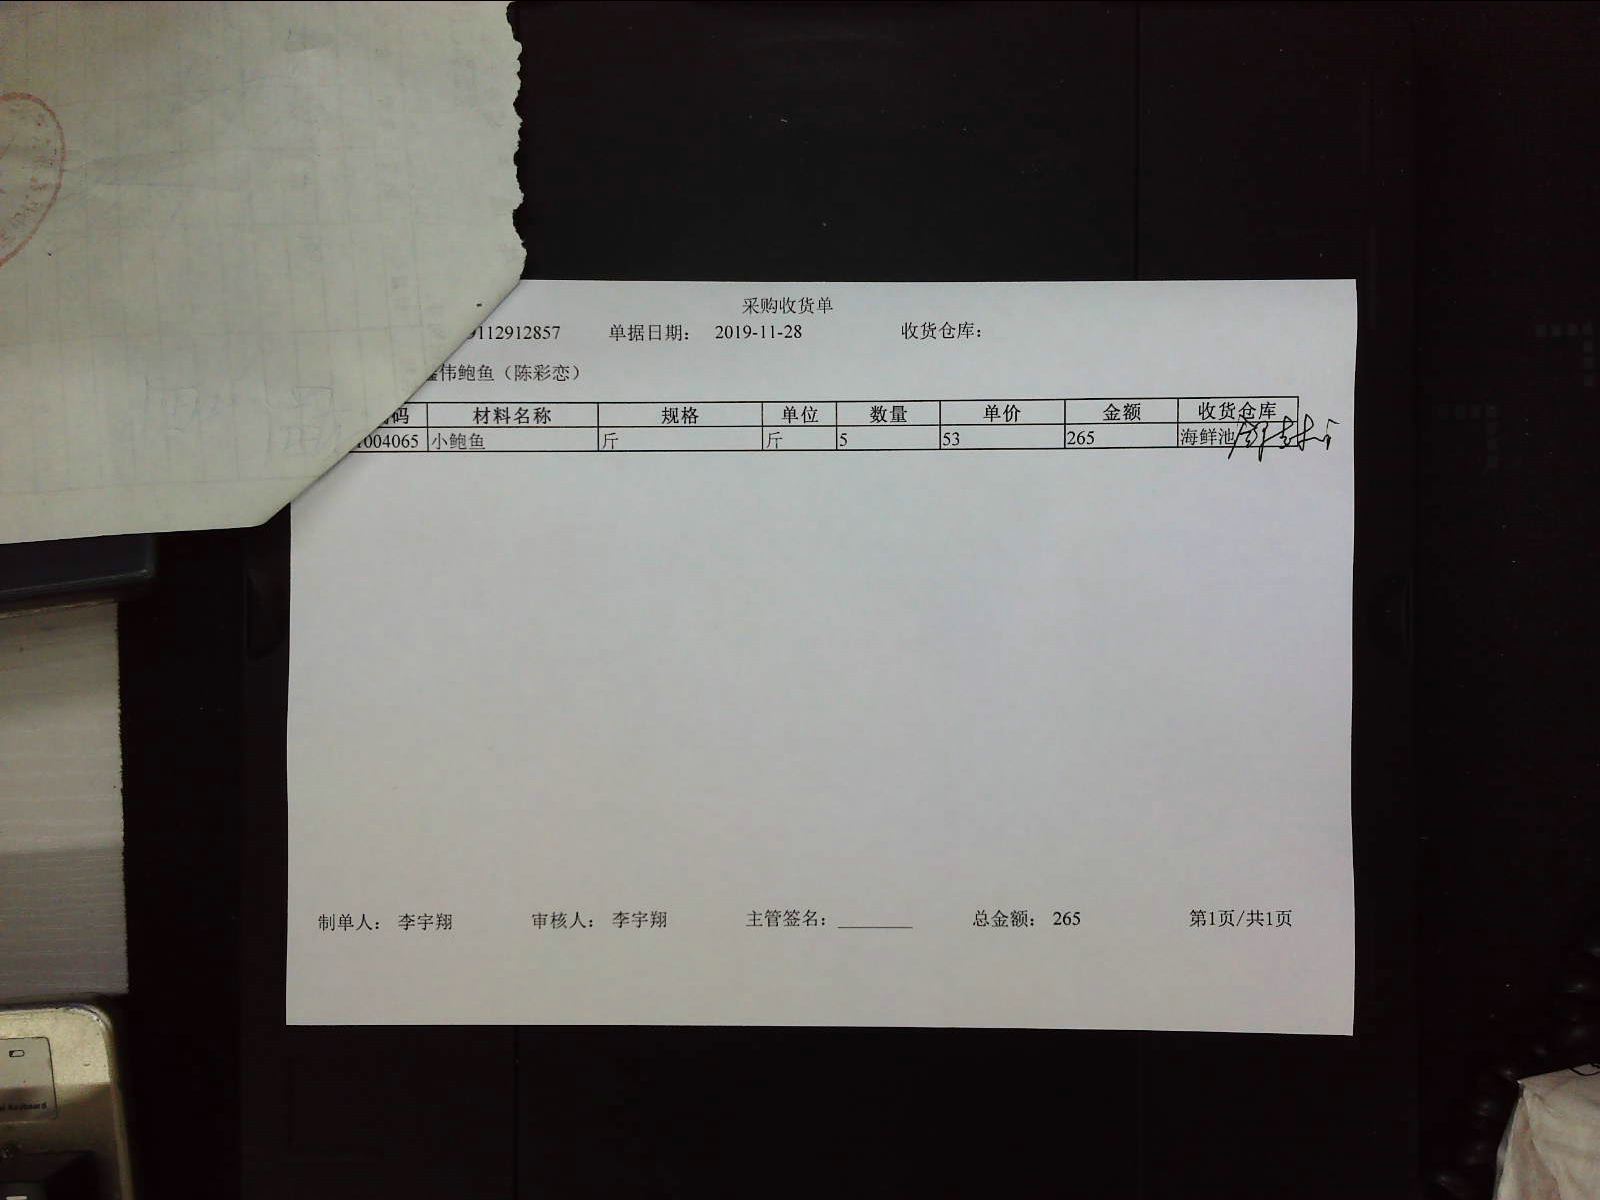 采购收货单
9112912857 单据日期： 2019-11-28 收货仓库：
伟鲍鱼（陈彩恋）
码 材料名称 规格 单位 数量 单价 金额 收货仓库
004065 小鲍鱼 斤 斤 5 53 265 海鲜池
制单人： 李宇翔 审核人： 李宇翔 主管签名： 总金额： 265 第1页/共1页
Keyboard